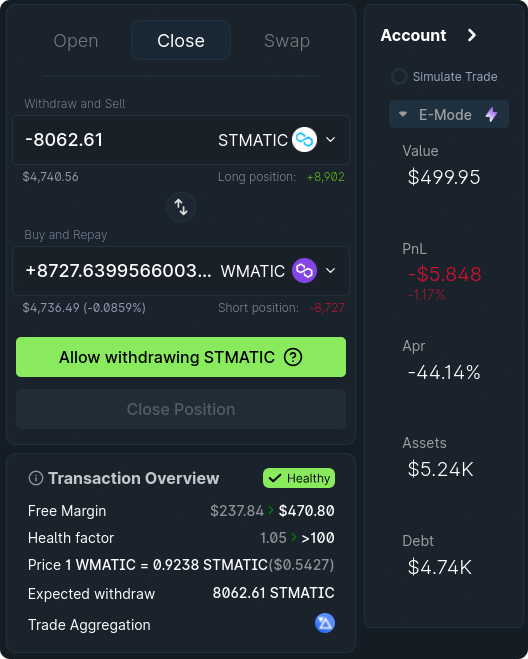 Open Close Swap
Withdraw and Sell
-8062.61 STMATIC
$4,740.56 Long position: +8,902
Buy and Repay
+8727.6399566003... WMATIC
$4,736.49 (-0.0859%) Short position: -8,727
Allow withdrawing STMATIC
Close Position
Transaction Overview Healthy
Free Margin $237.84 > $470.80
Health factor 1.05 > >100
Price 1 WMATIC = 0.9238 STMATIC($0.5427)
Expected withdraw 8062.61 STMATIC
Trade Aggregation
Account
Simulate Trade
E-Mode
Value
$499.95
PnL
-$5.848
-1.17%
Apr
-44.14%
Assets
$5.24K
Debt
$4.74K